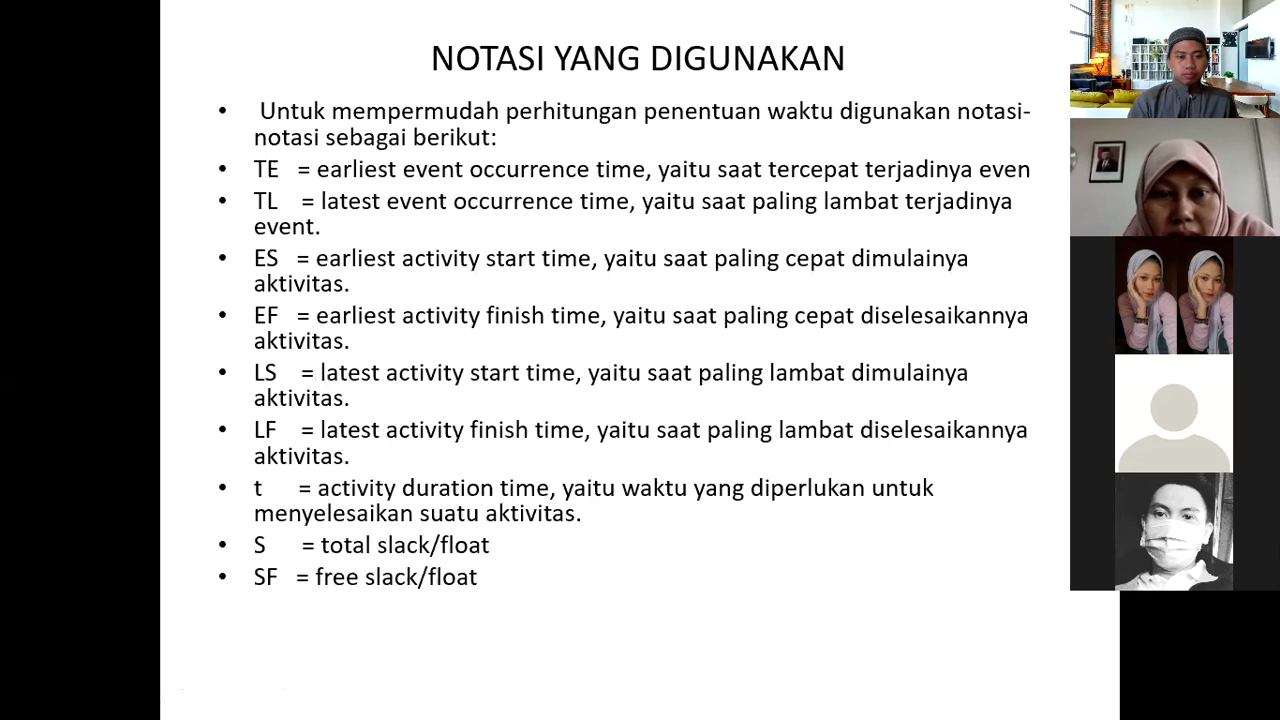 NOTASI YANG DIGUNAKAN
• Untuk mempermudah perhitungan penentuan waktu digunakan notasi-
notasi sebagai berikut:
• TE = earliest event occurrence time, yaitu saat tercepat terjadinya even
• TL = latest event occurrence time, yaitu saat paling lambat terjadinya
event.
• ES = earliest activity start time, yaitu saat paling cepat dimulainya
aktivitas.
• EF = earliest activity finish time, yaitu saat paling cepat diselesaikannya
aktivitas.
• LS = latest activity start time, yaitu saat paling lambat dimulainya
aktivitas.
• LF = latest activity finish time, yaitu saat paling lambat diselesaikannya
aktivitas.
• t = activity duration time, yaitu waktu yang diperlukan untuk
menyelesaikan suatu aktivitas.
• S = total slack/float
• SF = free slack/float